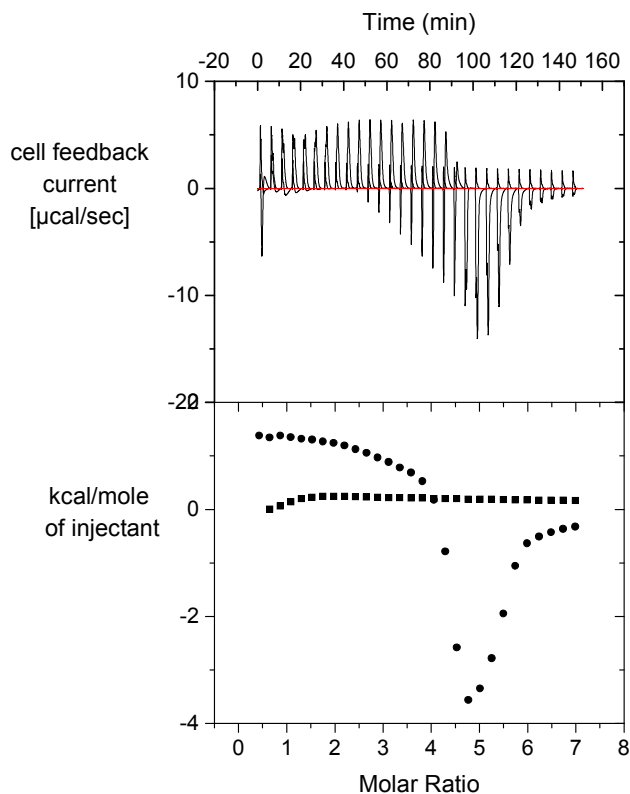 Time (min)
-20 0 20 40 60 80 100 120 140 160
10
cell feedback
current
[µcal/sec]
0
-10
-20
2
kcal/mole
of injectant
0
-2
-4
0 1 2 3 4 5 6 7 8
Molar Ratio